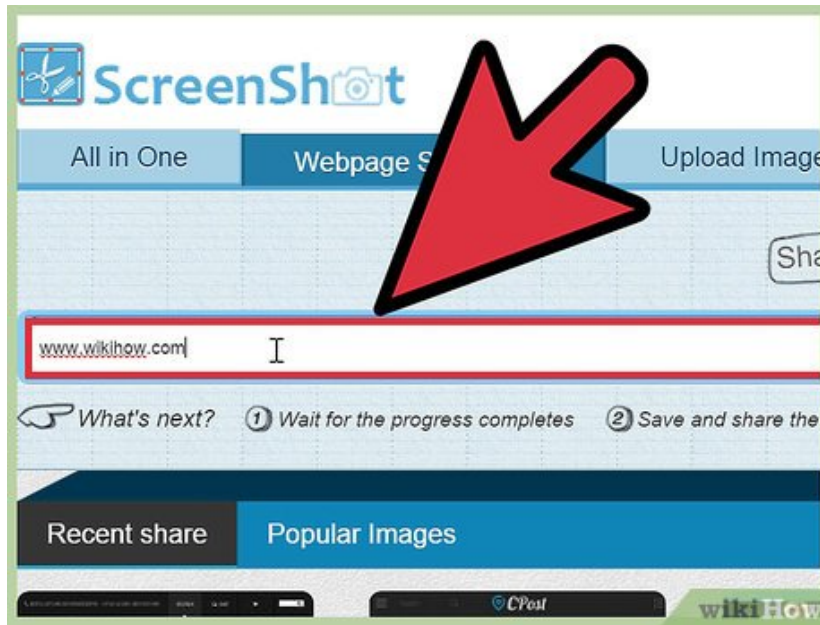 ScreenShot
All in One
Webpage S
Upload Image
Sha
www.wikihow.com
What's next? 1 Wait for the progress completes 2 Save and share the
Recent share
Popular Images
CPost
wikiHow